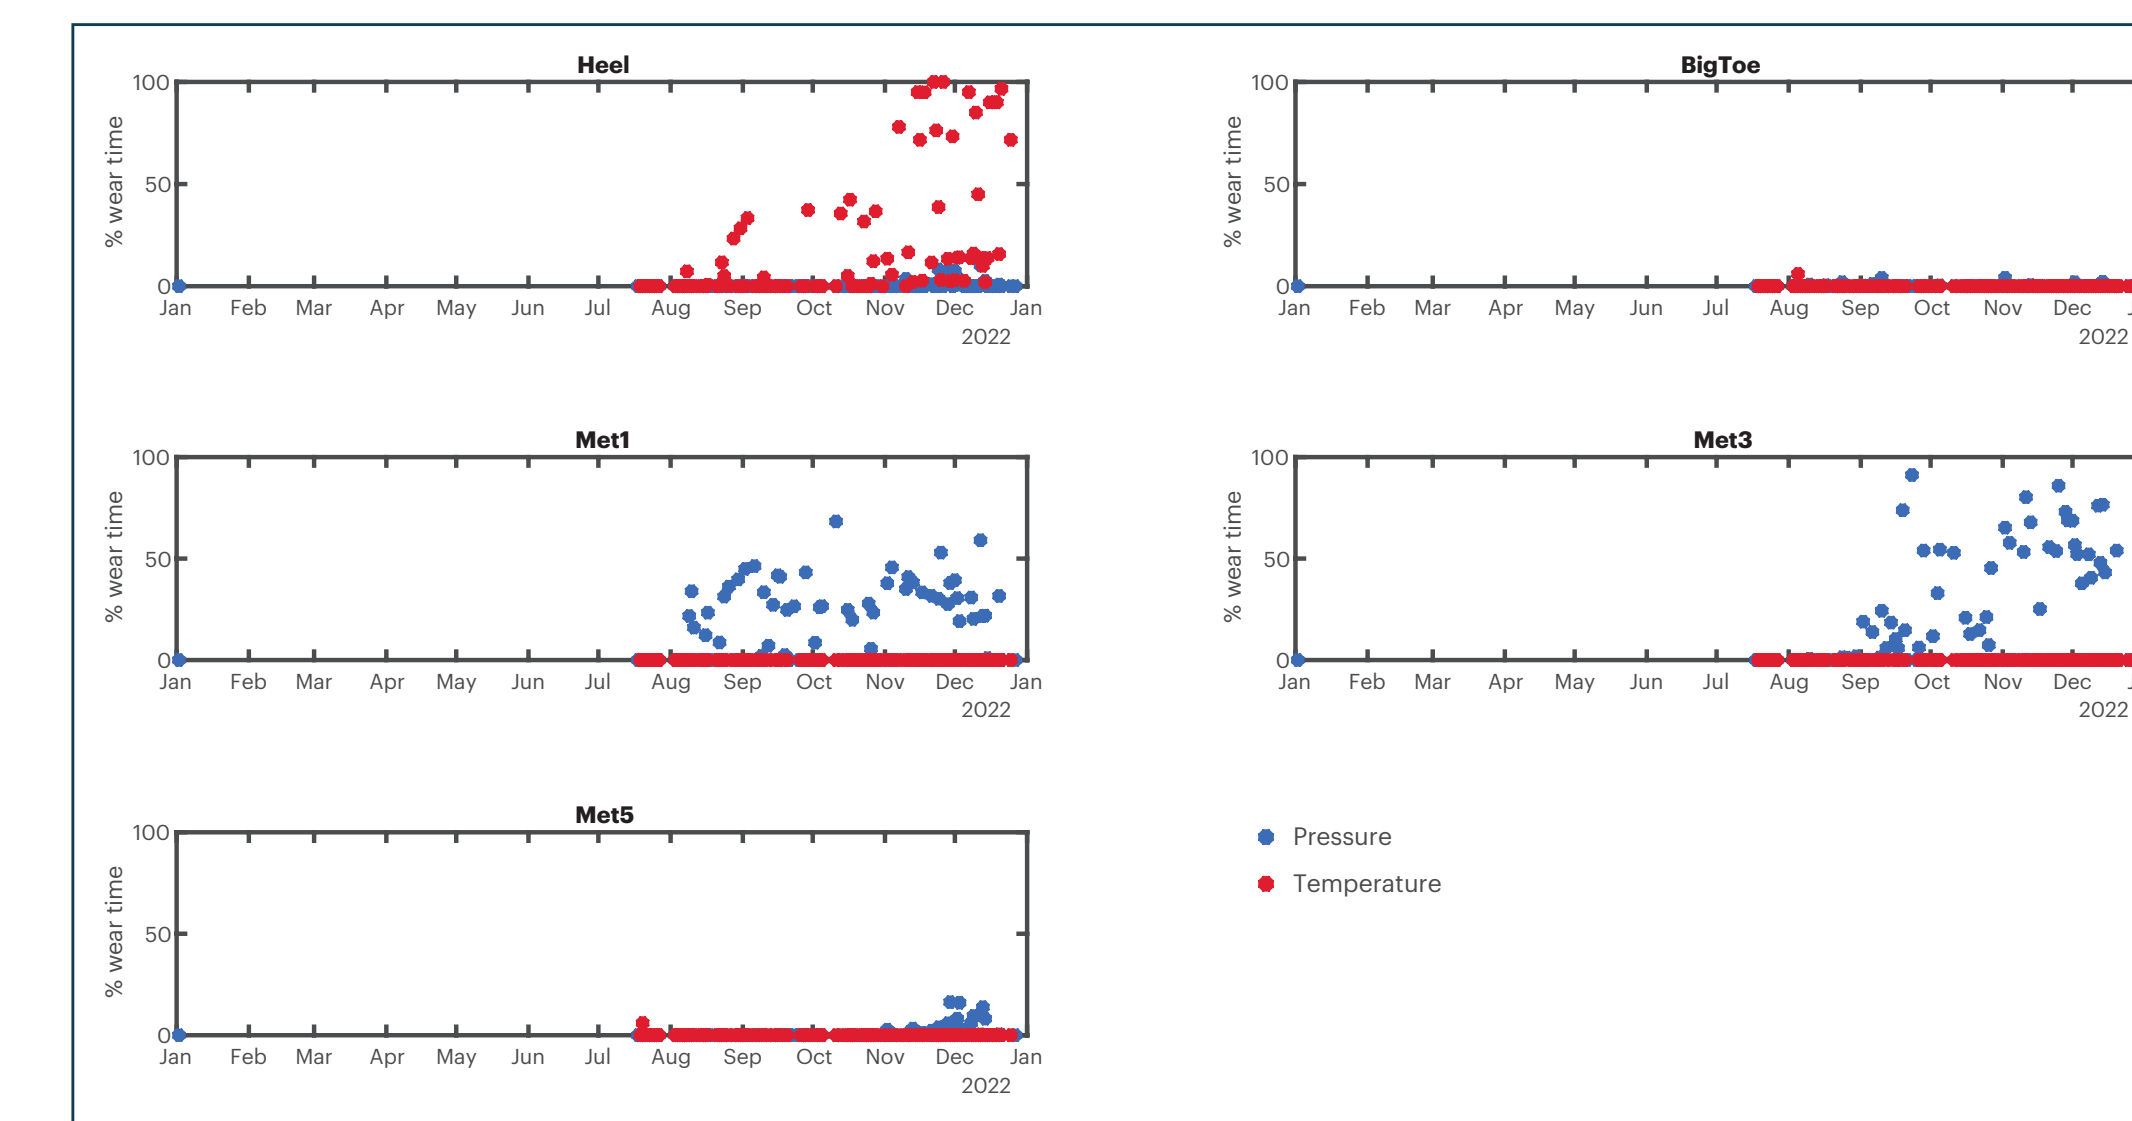 Heel
100
50
0
% wear time
Jan Feb Mar Apr May Jun Jul Aug Sep Oct Nov Dec Jan
2022
BigToe
100
50
0
% wear time
Jan Feb Mar Apr May Jun Jul Aug Sep Oct Nov Dec
2022
Met1
100
50
0
% wear time
Jan Feb Mar Apr May Jun Jul Aug Sep Oct Nov Dec Jan
2022
Met3
100
50
0
% wear time
Jan Feb Mar Apr May Jun Jul Aug Sep Oct Nov Dec
2022
Met5
100
50
0
% wear time
Jan Feb Mar Apr May Jun Jul Aug Sep Oct Nov Dec Jan
2022
Pressure
Temperature